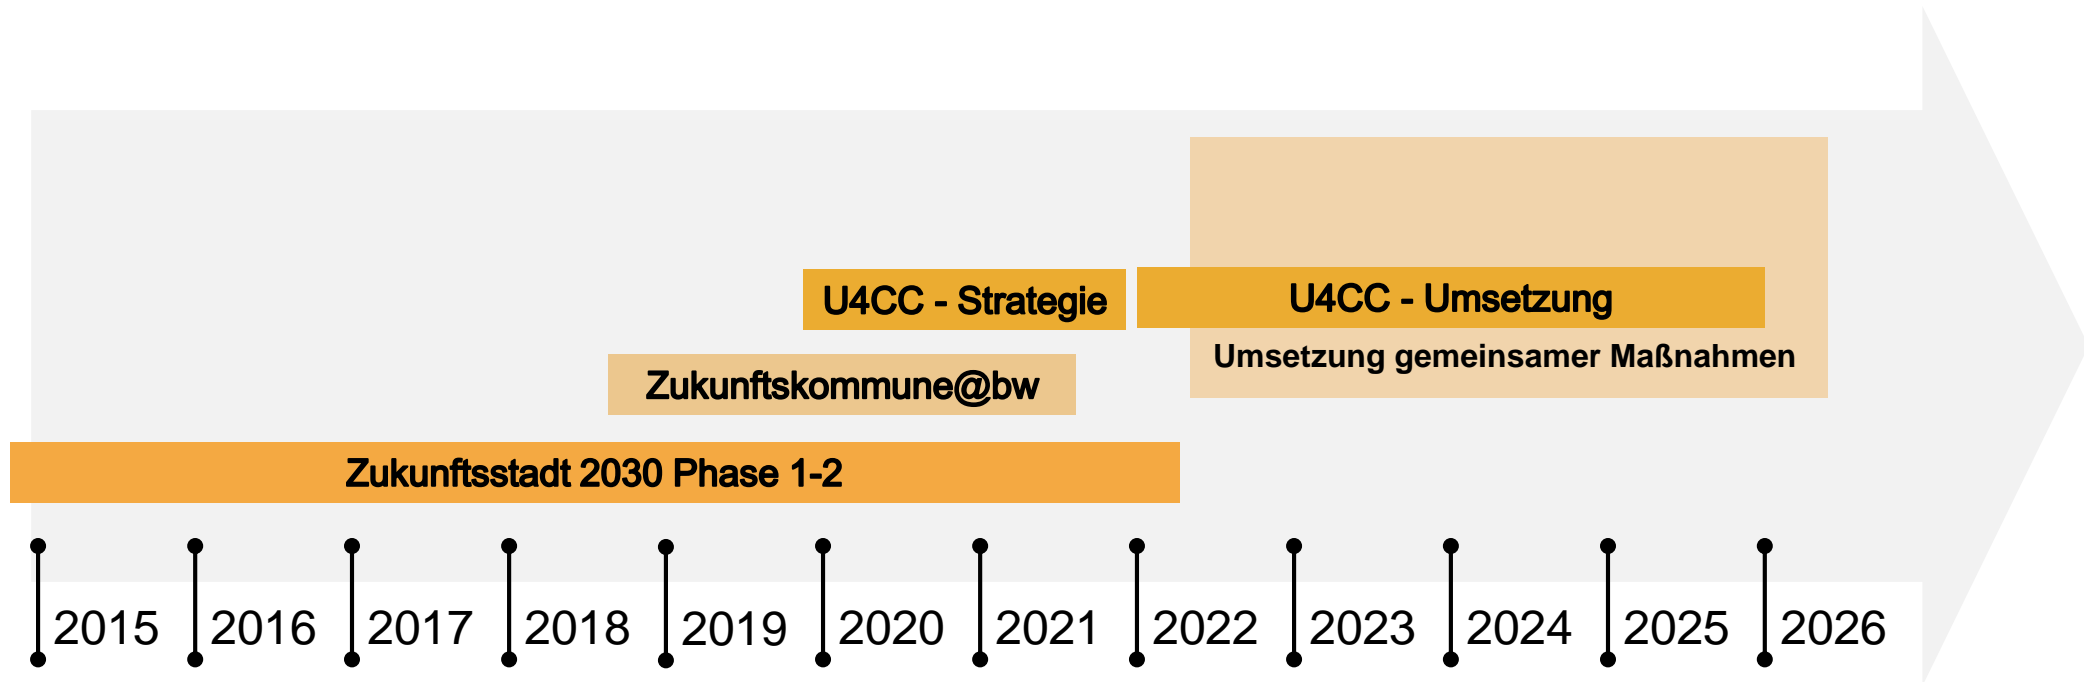 U4CC - Strategie
U4CC - Umsetzung
Umsetzung gemeinsamer Maßnahmen
Zukunftskommune@bw
Zukunftsstadt 2030 Phase 1-2
2015 2016 2017 2018 2019 2020 2021 2022 2023 2024 2025 2026